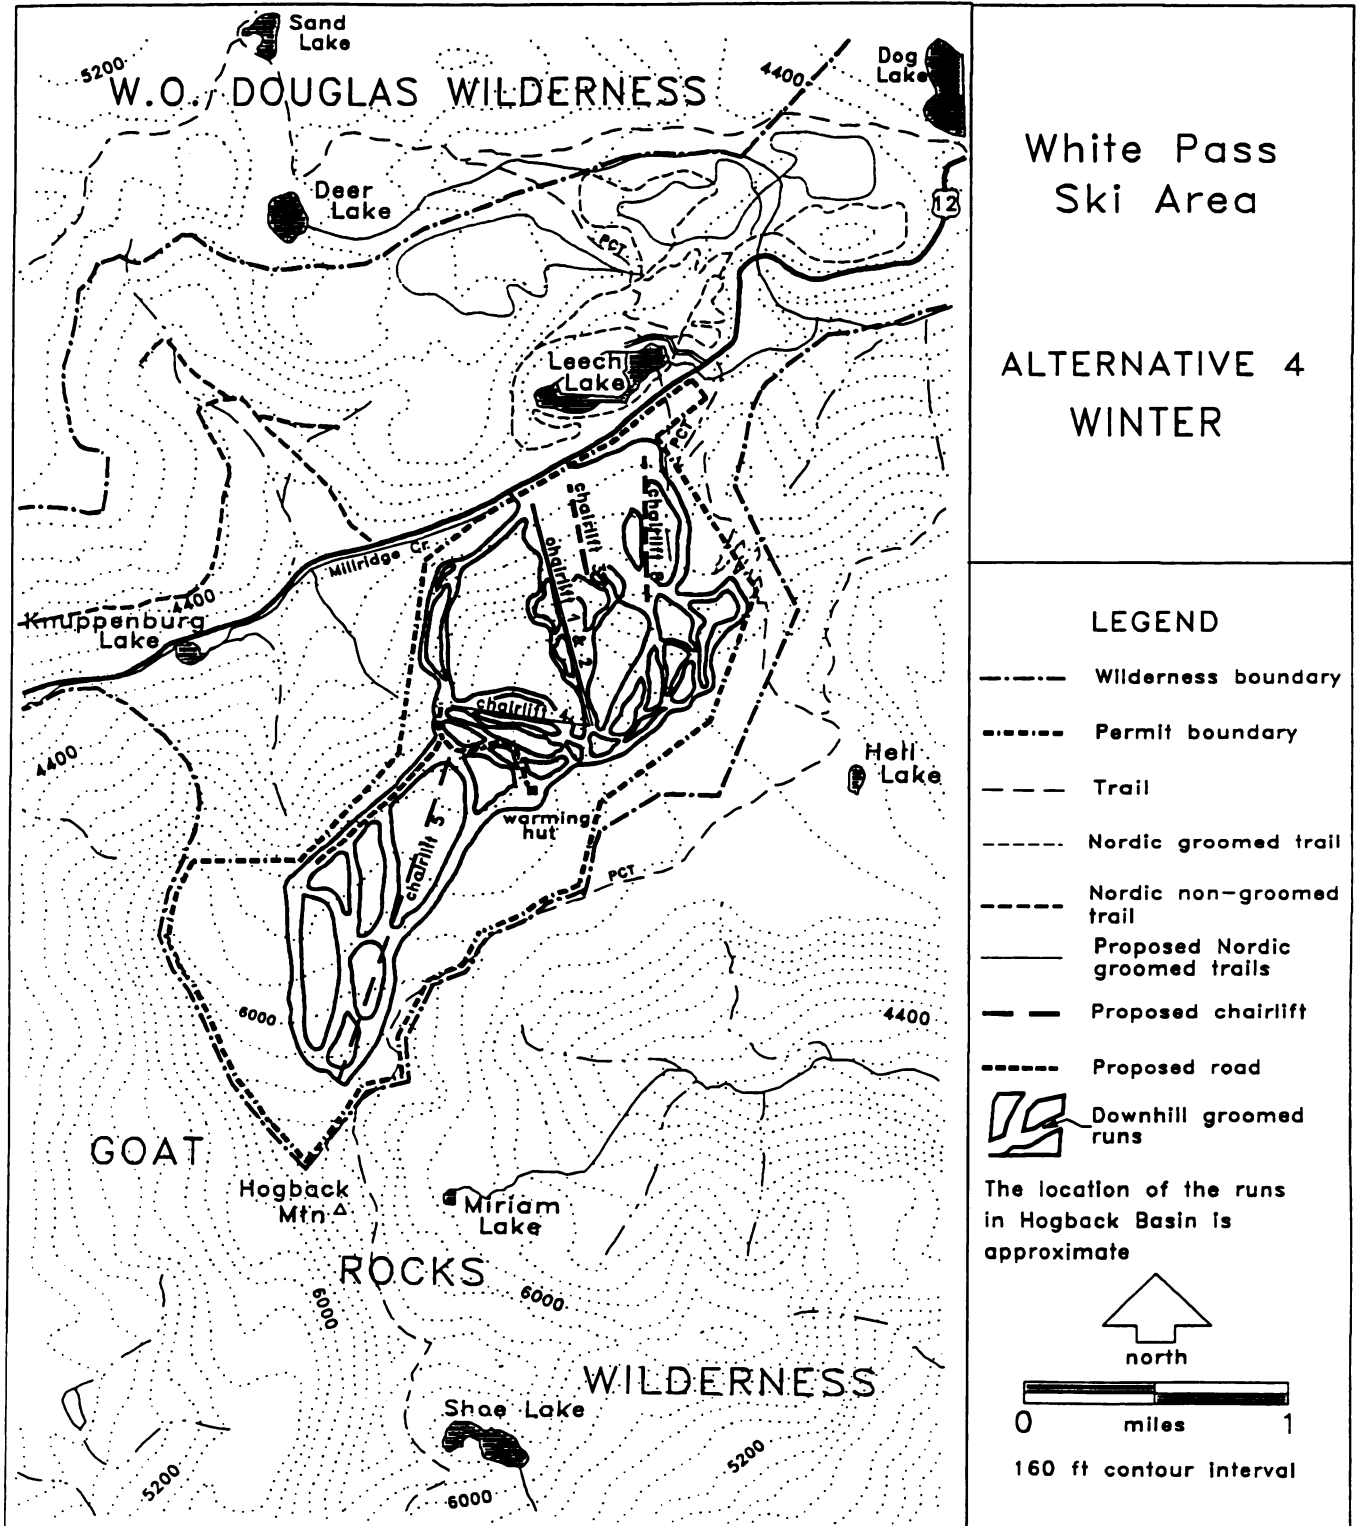 Sand
Lake
5200
W.O. DOUGLAS WILDERNESS
4400
Dog
Lake
Deer
Lake
12
PCT
Leech
Lake
PCT
chairlift
chairlift 1 & 2
chairlift
Millridge Cr.
4400
Knuppenburg
Lake
chairlift 4
4400
Hell
Lake
warming
hut
chairlift 5
PCT
6000
4400
GOAT
Hogback
Mtn
Miriam
Lake
ROCKS
6000
6000
WILDERNESS
Shoe Lake
5200
5200
6000
White Pass
Ski Area
ALTERNATIVE 4
WINTER
LEGEND
Wilderness boundary
Permit boundary
Trail
Nordic groomed trail
Nordic non-groomed
trail
Proposed Nordic
groomed trails
Proposed chairlift
Proposed road
Downhill groomed
runs
The location of the runs
in Hogback Basin is
approximate
north
0 1
miles
160 ft contour interval